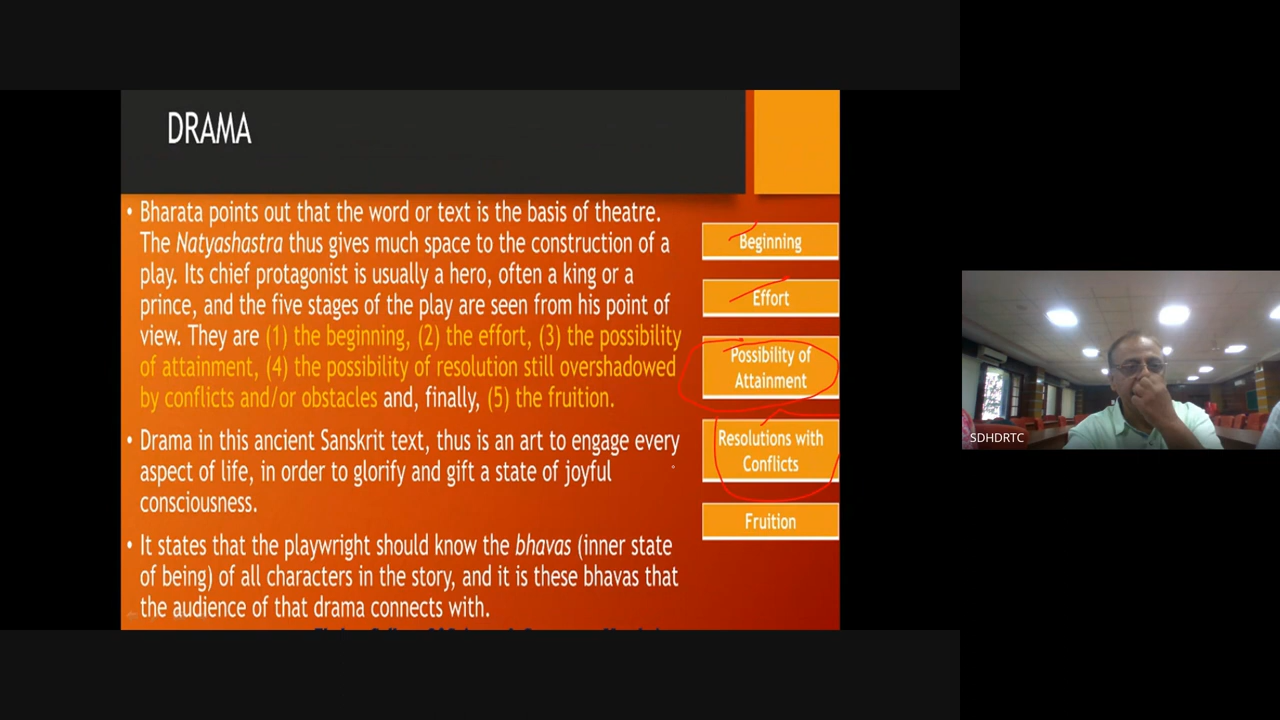 DRAMA
• Bharata points out that the word or text is the basis of theatre.
The Natyashastra thus gives much space to the construction of a
play. Its chief protagonist is usually a hero, often a king or a
prince, and the five stages of the play are seen from his point of
view. They are (1) the beginning, (2) the effort, (3) the possibility
of attainment, (4) the possibility of resolution still overshadowed
by conflicts and/or obstacles and, finally, (5) the fruition.
• Drama in this ancient Sanskrit text, thus is an art to engage every
aspect of life, in order to glorify and gift a state of joyful
consciousness.
• It states that the playwright should know the bhavas (inner state
of being) of all characters in the story, and it is these bhavas that
the audience of that drama connects with.
Beginning
Effort
Possibility of
Attainment
Resolutions with
Conflicts
Fruition
SDHDRTC